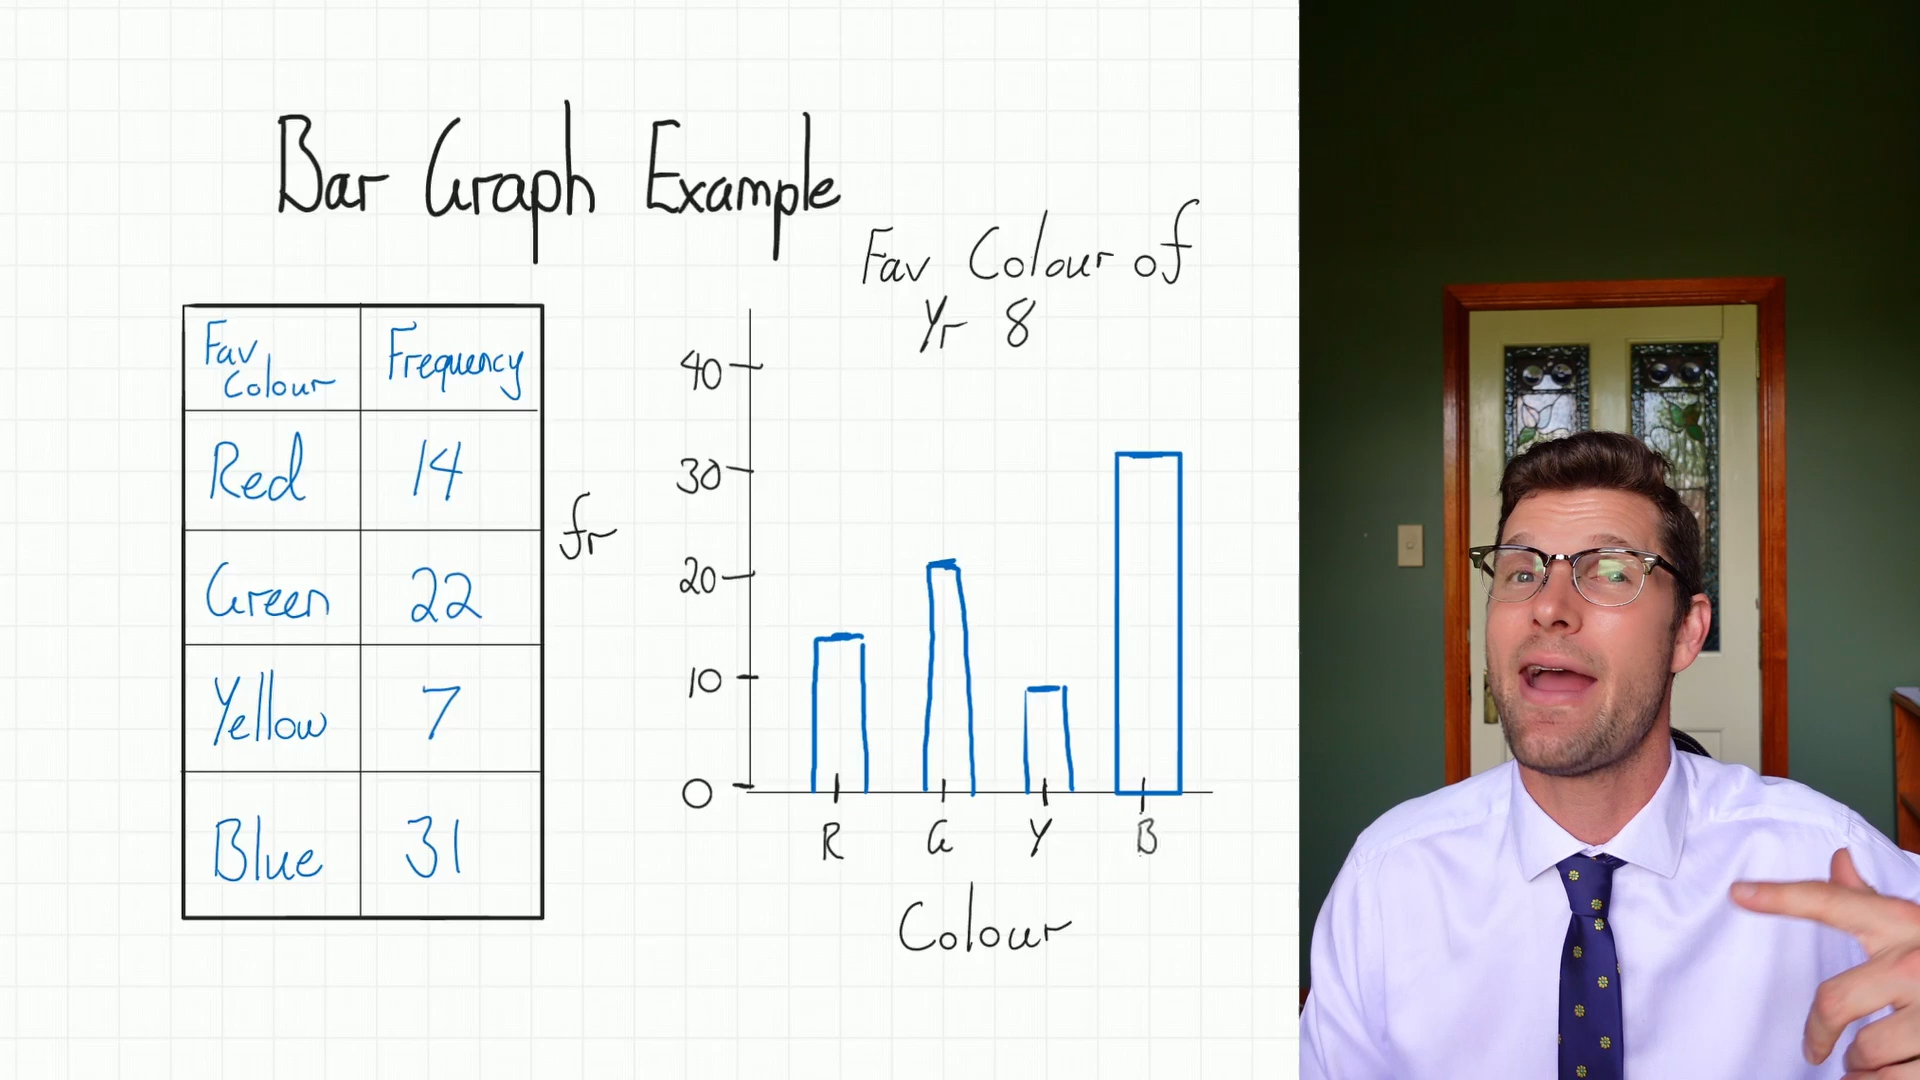 Bar Graph Example
Fav Colour of
Yr 8
Fav Colour Frequency
Red 14
Green 22
Yellow 7
Blue 31
fr
40
30
20
10
0
R G Y B
Colour